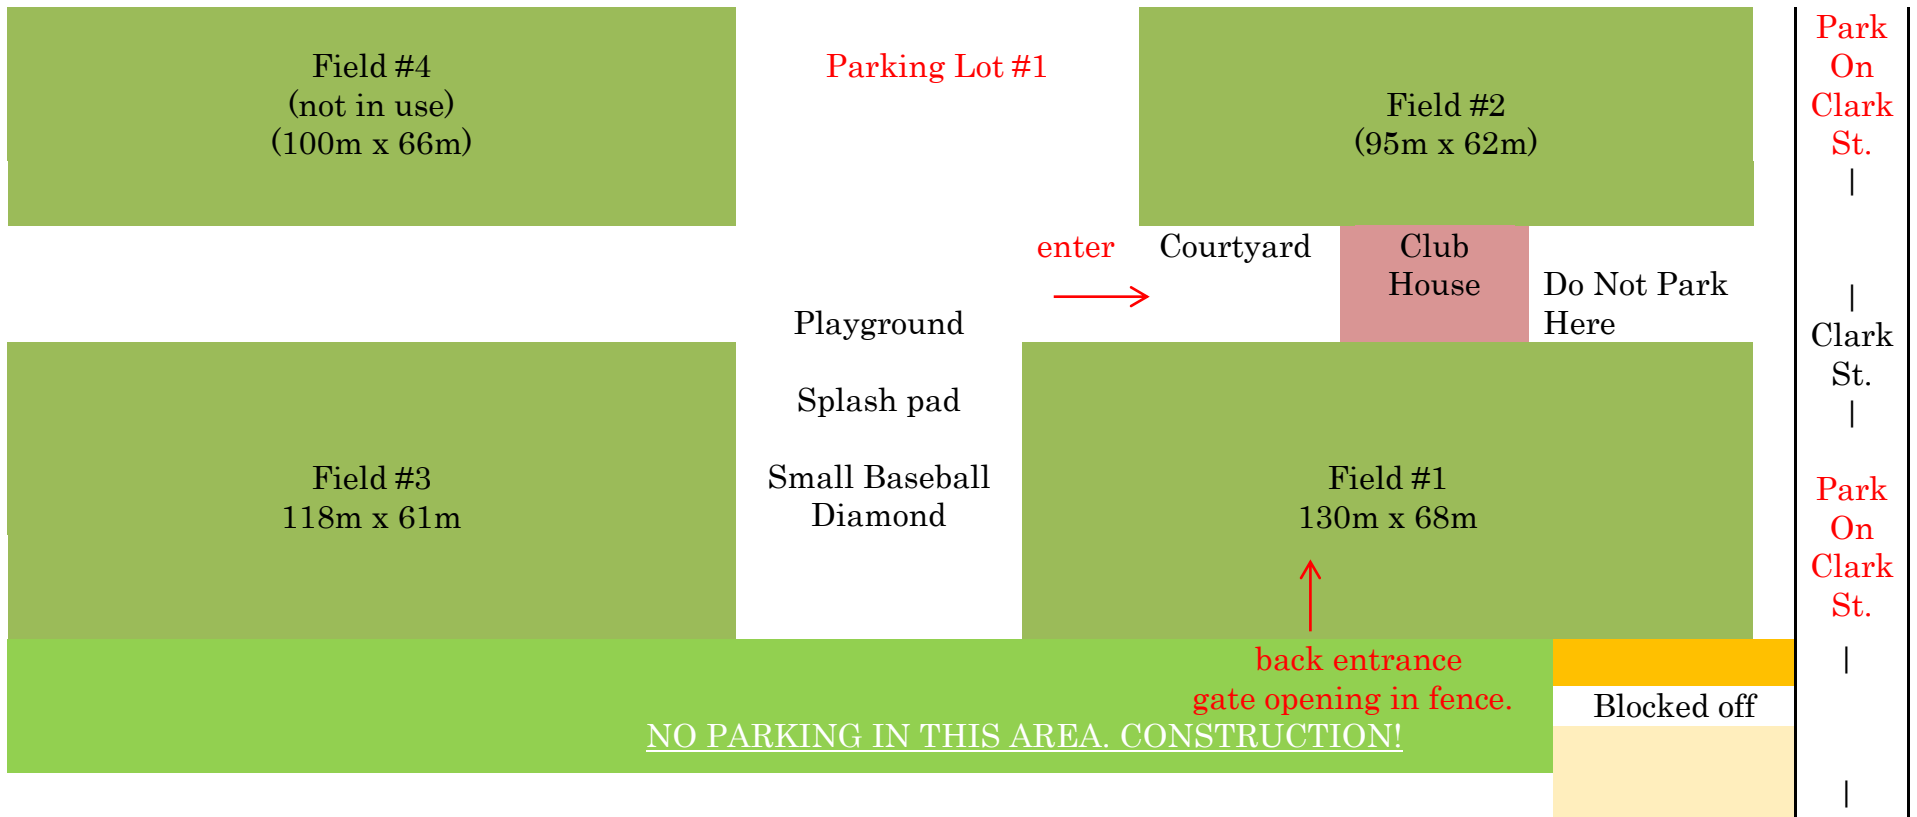 Field #4
(not in use)
(100m x 66m)
Parking Lot #1
Field #2
(95m x 62m)
Park
On
Clark
St.
|
enter
Courtyard
Club
House
Do Not Park
Here
Playground
|
Clark
St.
|
Field #3
118m x 61m
Splash pad
Small Baseball
Diamond
Field #1
130m x 68m
Park
On
Clark
St.
|
back entrance
gate opening in fence.
NO PARKING IN THIS AREA. CONSTRUCTION!
Blocked off
|